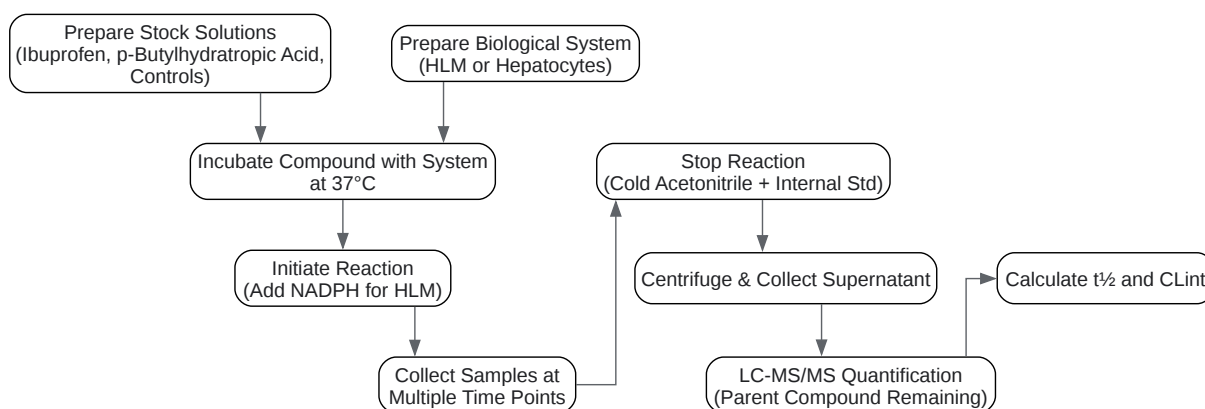 Prepare Stock Solutions
(Ibuprofen, p-Butylhydratropic Acid,
Controls)
Prepare Biological System
(HLM or Hepatocytes)
Incubate Compound with System
at 37°C
Initiate Reaction
(Add NADPH for HLM)
Collect Samples at
Multiple Time Points
Stop Reaction
(Cold Acetonitrile + Internal Std)
Centrifuge & Collect Supernatant
LC-MS/MS Quantification
(Parent Compound Remaining)
Calculate t½ and CLint